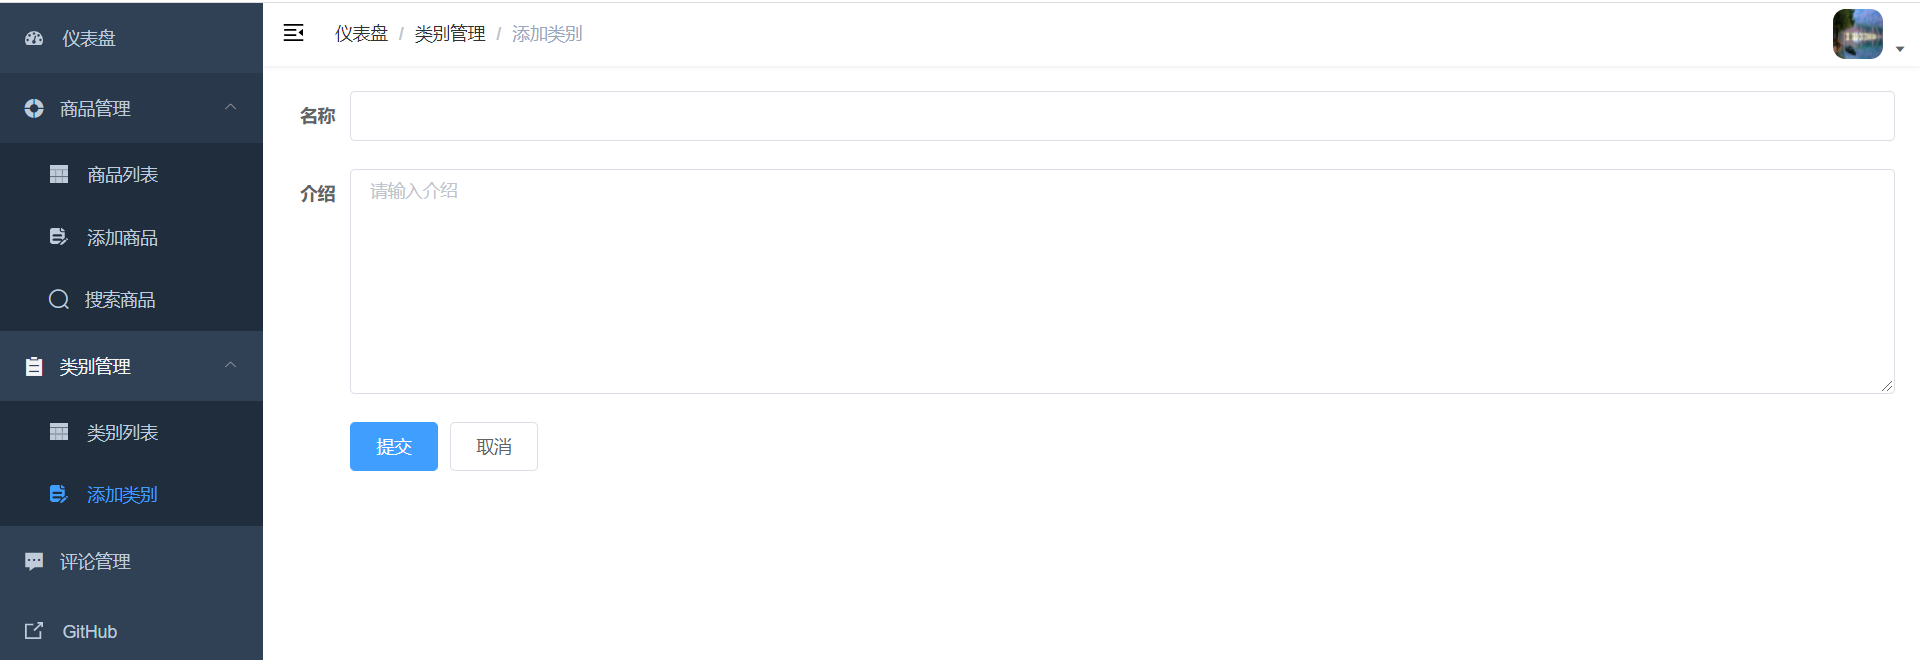 仪表盘
商品管理
商品列表
添加商品
搜索商品
类别管理
类别列表
添加类别
评论管理
GitHub
仪表盘 / 类别管理 / 添加类别
名称
介绍 请输入介绍
提交 取消